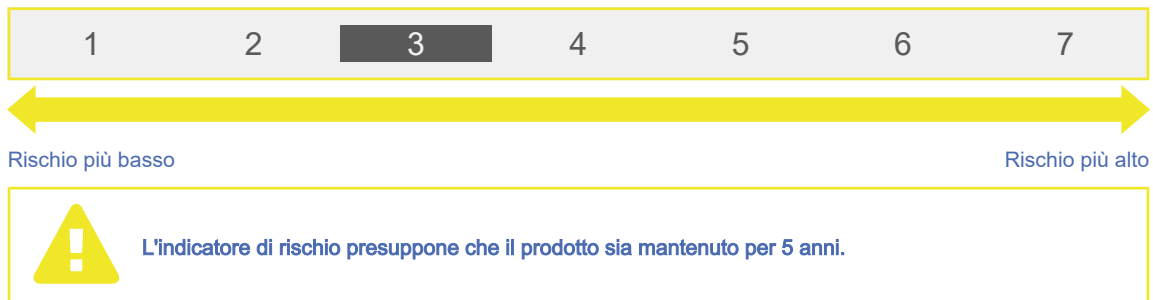 1 2 3 4 5 6 7
Rischio più basso Rischio più alto
L'indicatore di rischio presuppone che il prodotto sia mantenuto per 5 anni.